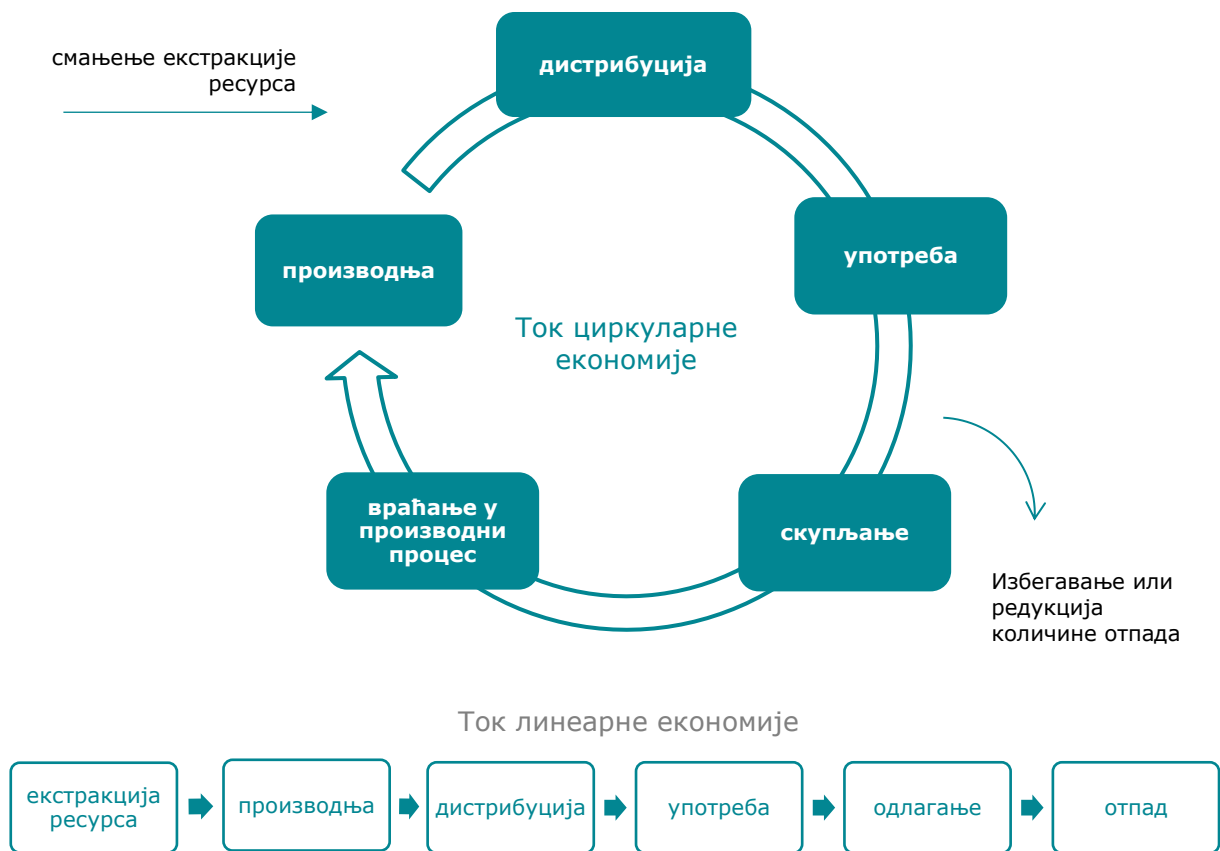 смањење екстракције
ресурса
дистрибуција
употреба
производња
Ток циркуларне
економије
враћање у
производни
процес
скупљање
Избегавање или
редукција
количине отпада
Ток линеарне економије
екстракција
ресурса
производња
дистрибуција
употреба
одлагање
отпад